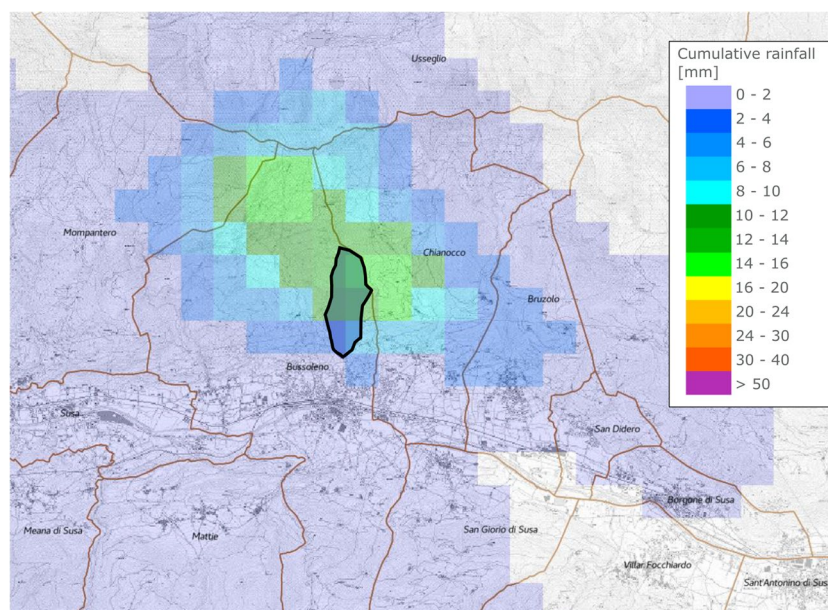 Usseglio
Cumulative rainfall
[mm]
0 - 2
2 - 4
4 - 6
6 - 8
8 - 10
10 - 12
12 - 14
14 - 16
16 - 20
20 - 24
24 - 30
30 - 40
> 50
Mompantero
Chianocco
Bruzolo
Bussoleno
Susa
San Didero
Borgone di Susa
Meana di Susa
Mattie
San Giorio di Susa
Villar Focchiardo
Sant'Antonino di Sus